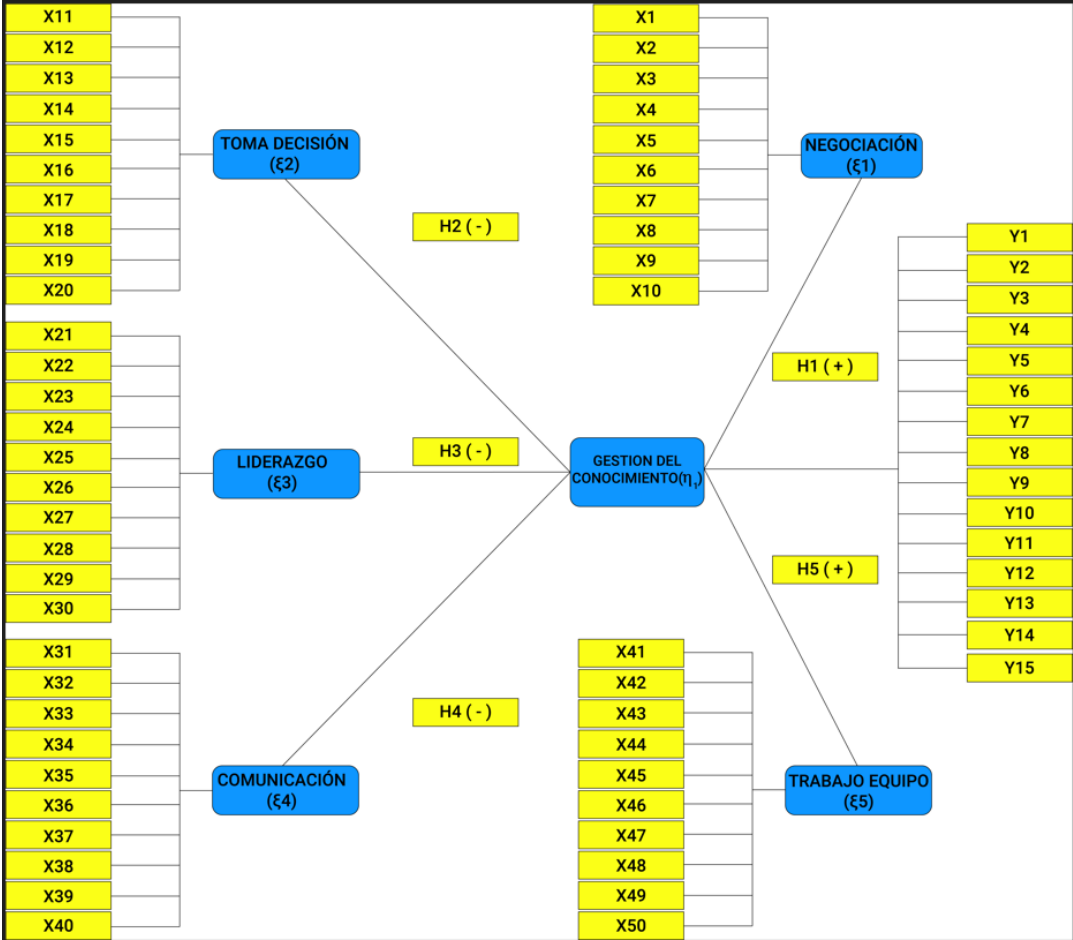 X11
X12
X13
X14
X15
X16
X17
X18
X19
X20
TOMA DECISIÓN
(ξ2)
H2 ( - )
X1
X2
X3
X4
X5
X6
X7
X8
X9
X10
NEGOCIACIÓN
(ξ1)
H1 ( + )
X21
X22
X23
X24
X25
X26
X27
X28
X29
X30
LIDERAZGO
(ξ3)
H3 ( - )
GESTION DEL
CONOCIMIENTO(η₁)
Y1
Y2
Y3
Y4
Y5
Y6
Y7
Y8
Y9
Y10
Y11
Y12
Y13
Y14
Y15
H5 ( + )
X31
X32
X33
X34
X35
X36
X37
X38
X39
X40
COMUNICACIÓN
(ξ4)
H4 ( - )
X41
X42
X43
X44
X45
X46
X47
X48
X49
X50
TRABAJO EQUIPO
(ξ5)